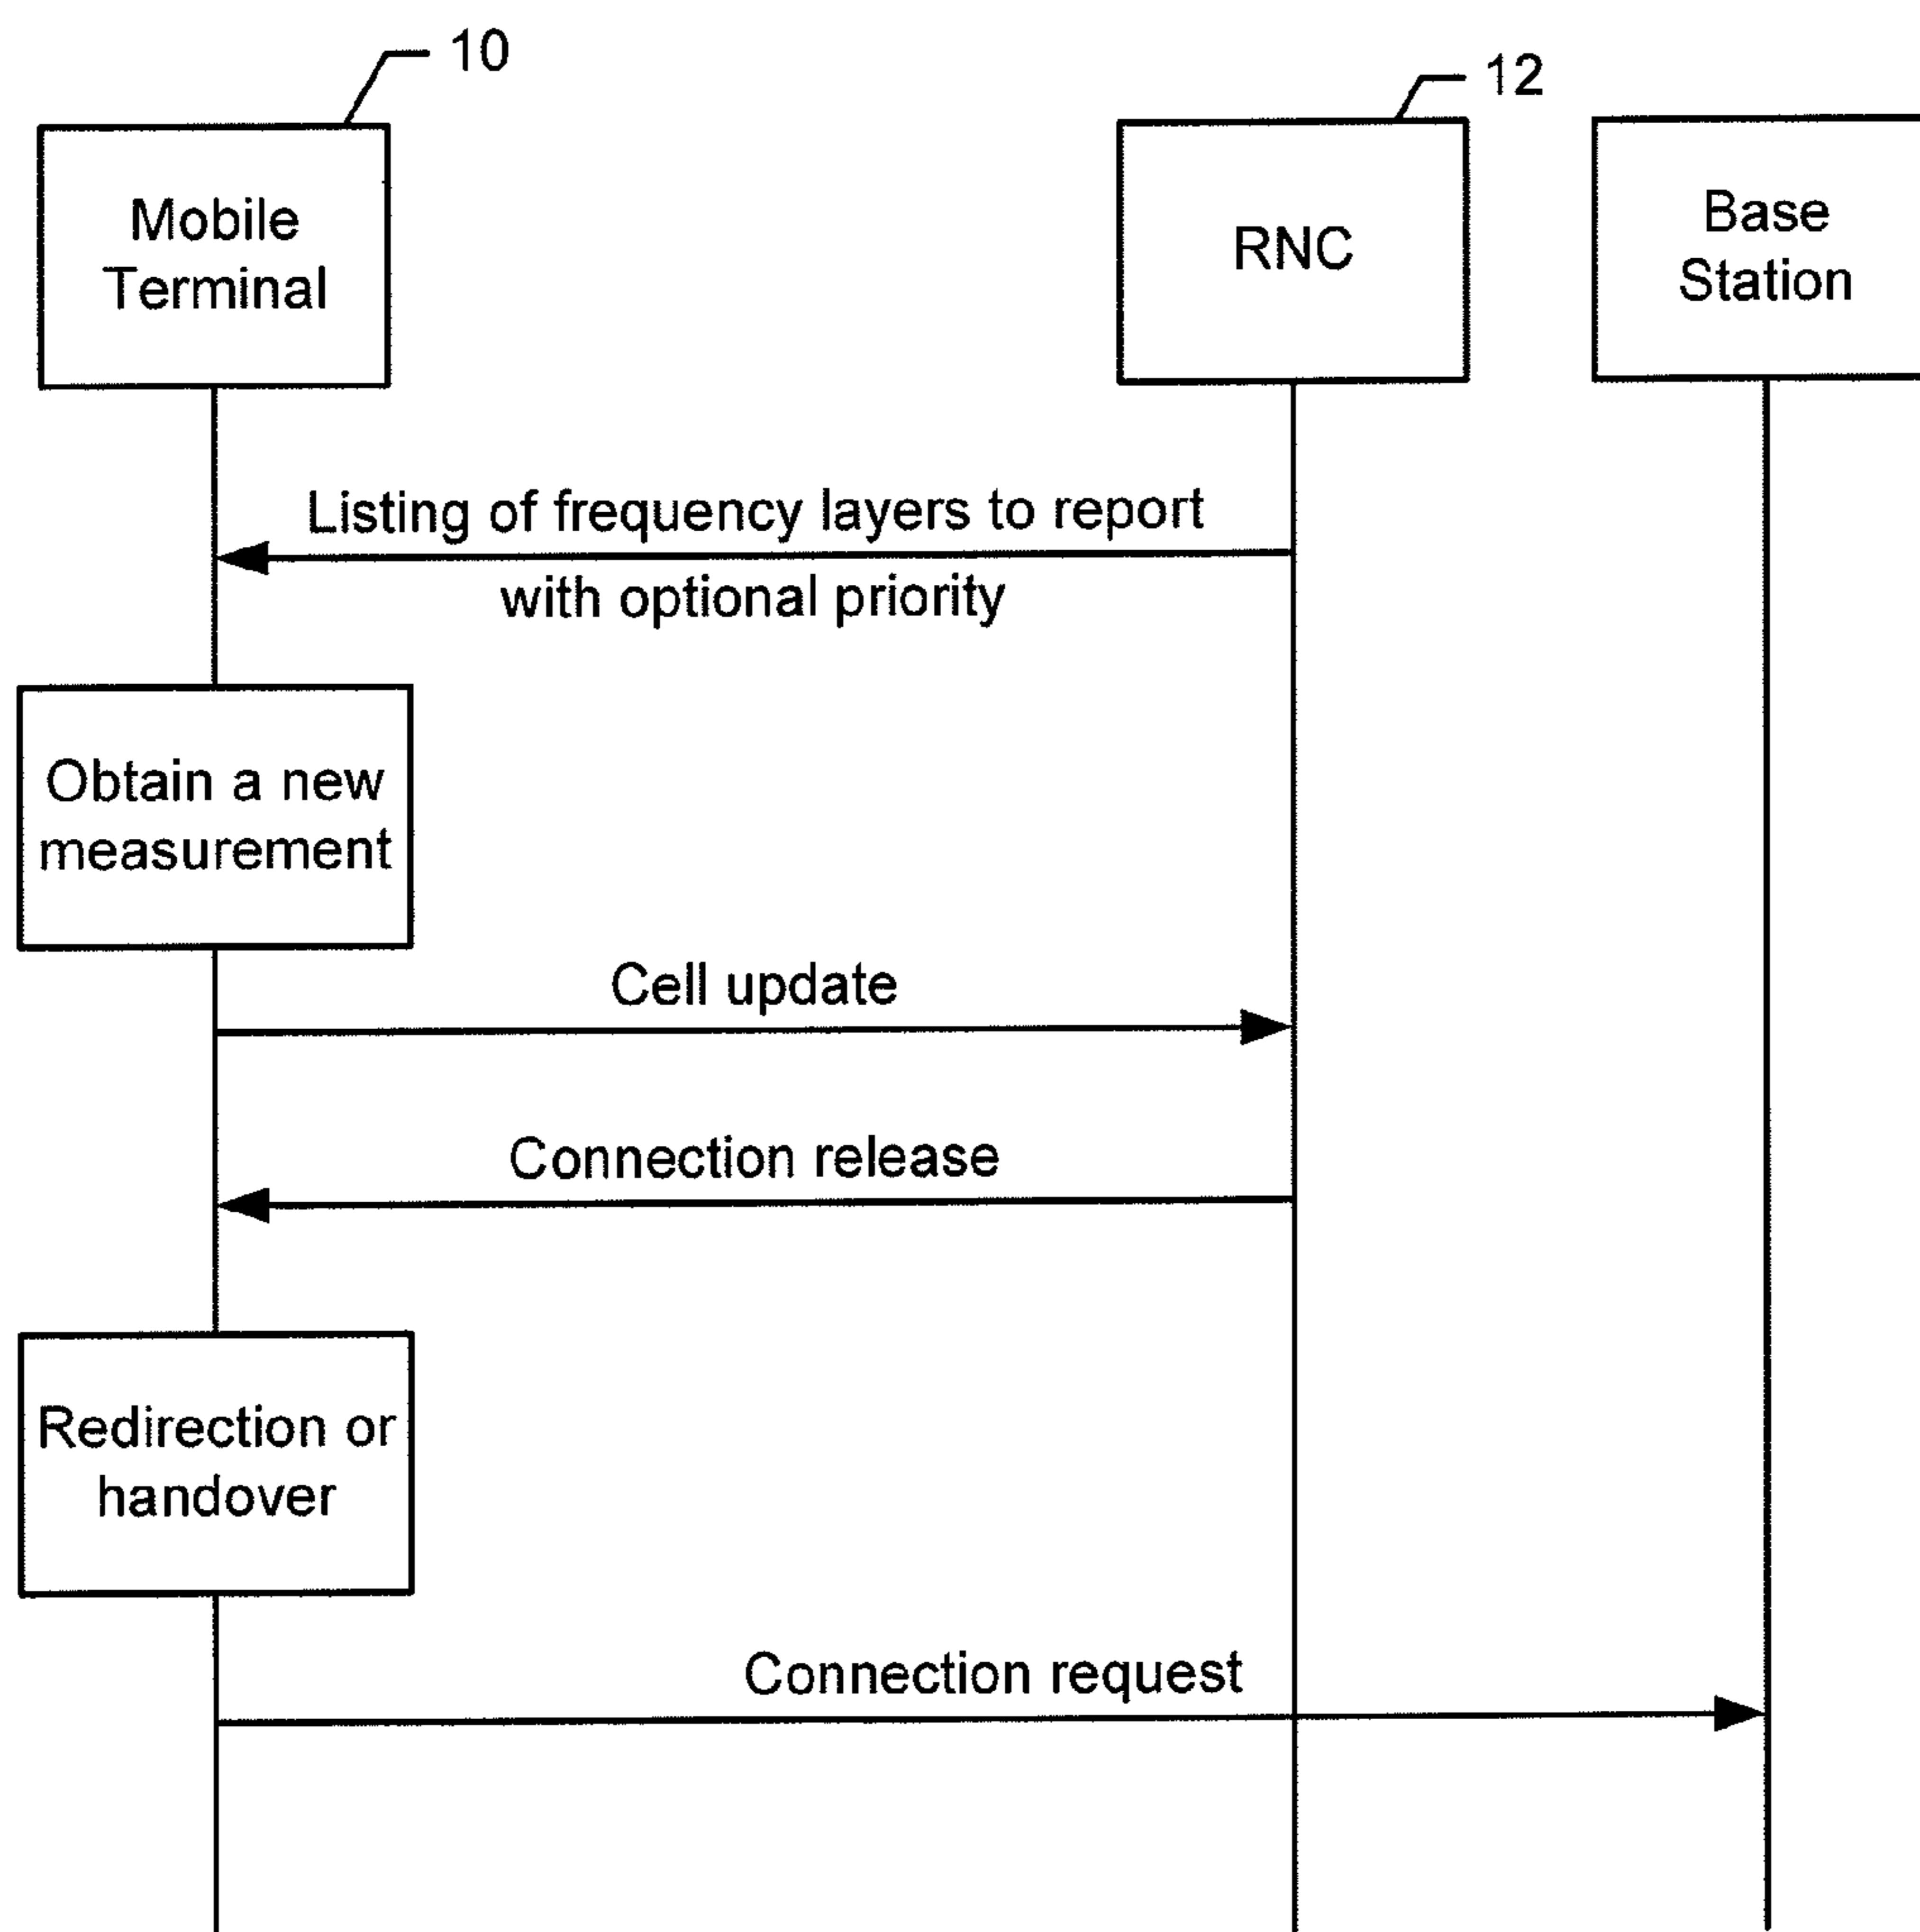 10
12
Mobile
Terminal
RNC
Base
Station
Listing of frequency layers to report
with optional priority
Obtain a new
measurement
Cell update
Connection release
Redirection or
handover
Connection request